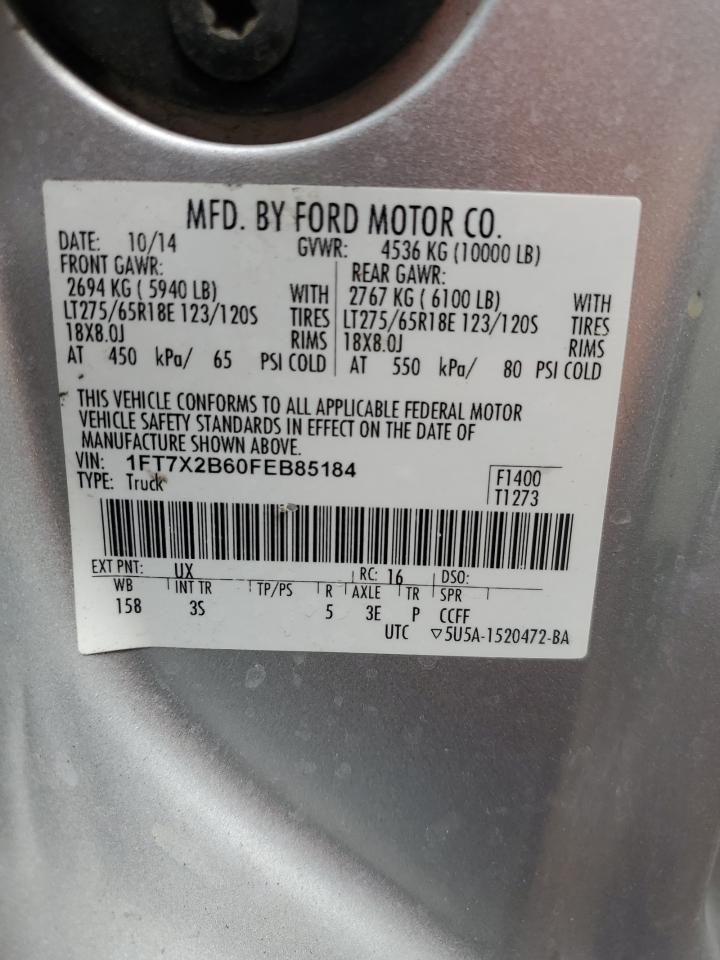 MFD. BY FORD MOTOR CO.
DATE: 10/14 GVWR: 4536 KG (10000 LB)
FRONT GAWR: REAR GAWR:
2694 KG ( 5940 LB) WITH 2767 KG ( 6100 LB) WITH
LT275/65R18E 123/120S TIRES LT275/65R18E 123/120S TIRES
18X8.0J RIMS 18X8.0J RIMS
AT 450 kPa/ 65 PSI COLD AT 550 kPa/ 80 PSI COLD
THIS VEHICLE CONFORMS TO ALL APPLICABLE FEDERAL MOTOR
VEHICLE SAFETY STANDARDS IN EFFECT ON THE DATE OF
MANUFACTURE SHOWN ABOVE.
VIN: 1FT7X2B60FEB85184 F1400
TYPE: Truck T1273
EXT PNT: UX RC: 16 DSO:
WB INT TR TP/PS R AXLE TR SPR
158 3S 5 3E P CCFF
UTC ▽5U5A-1520472-BA